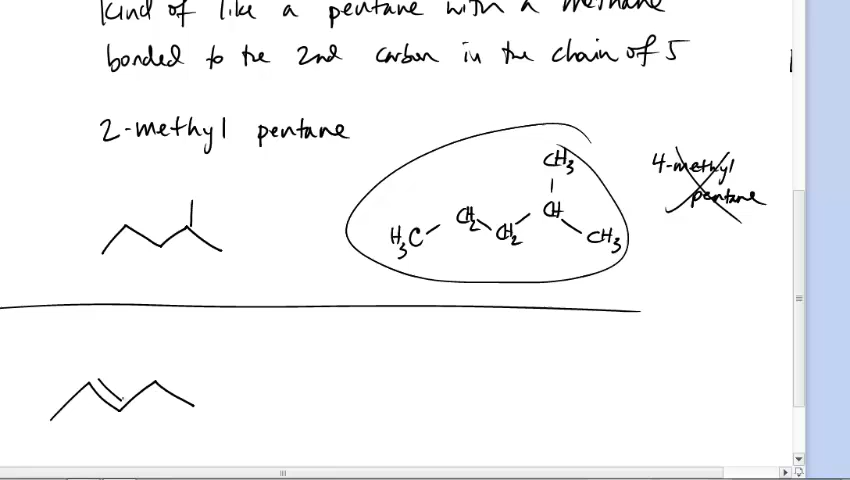 kind of like a pentane with a methane
bonded to the 2nd carbon in the chain of 5
2-methyl pentane
CH3
4-methyl
pentane
H3C
CH2
CH2
CH
CH3